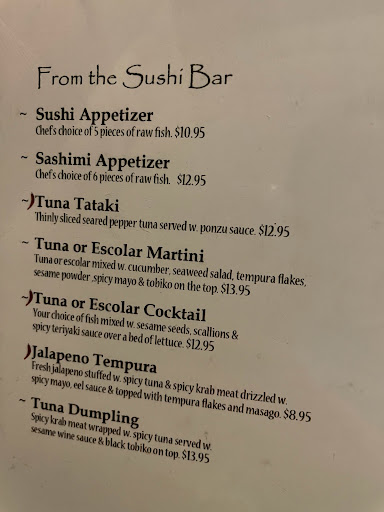 From the Sushi Bar
~ Sushi Appetizer
Chef's choice of 5 pieces of raw fish. $10.95
~ Sashimi Appetizer
Chef's choice of 6 pieces of raw fish. $12.95
~ Tuna Tataki
Thinly sliced seared pepper tuna served w. ponzu sauce. $12.95
~ Tuna or Escolar Martini
Tuna or escolar mixed w. cucumber, seaweed salad, tempura flakes,
sesame powder ,spicy mayo & tobiko on the top. $13.95
~ Tuna or Escolar Cocktail
Your choice of fish mixed w. sesame seeds, scallions &
spicy teriyaki sauce over a bed of lettuce. $12.95
Jalapeno Tempura
Fresh jalapeno stuffed w. spicy tuna & spicy krab meat drizzled w.
spicy mayo, eel sauce & topped with tempura flakes and masago. $8.95
~ Tuna Dumpling
Spicy krab meat wrapped w. spicy tuna served w.
sesame wine sauce & black tobiko on top. $13.95